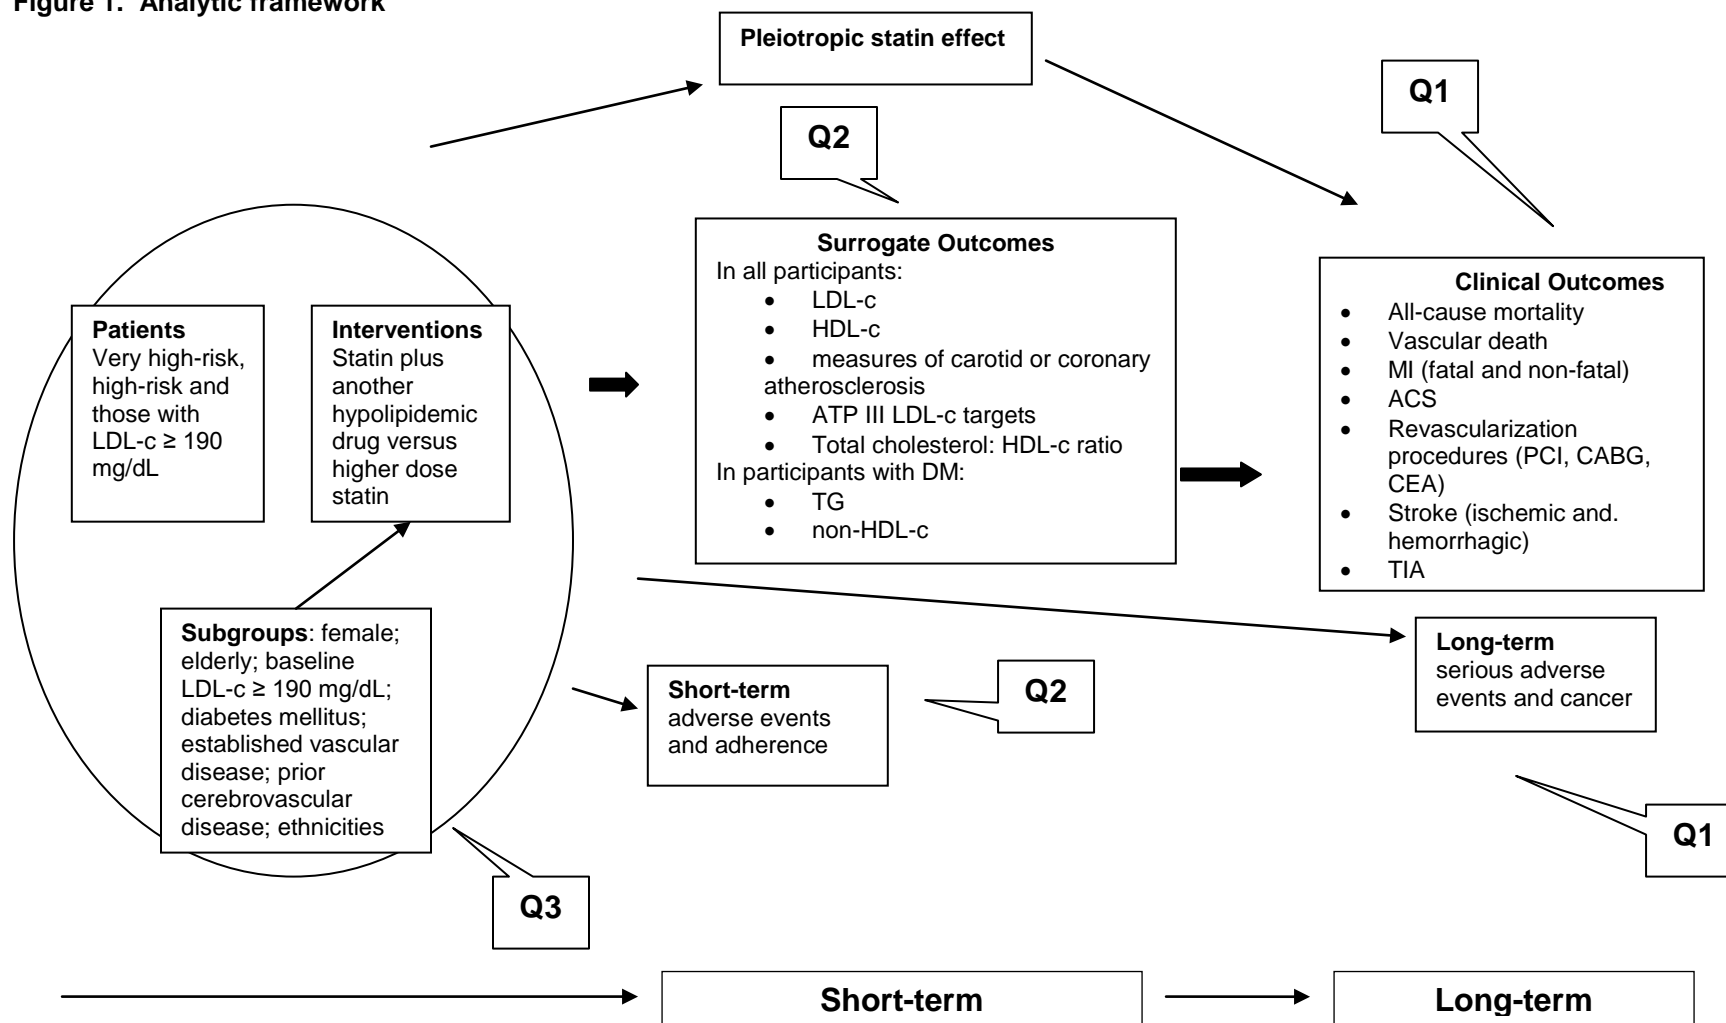 Figure 1. Analytic framework
Pleiotropic statin effect
Q1
Q2
Surrogate Outcomes
In all participants:
• LDL-c
• HDL-c
• measures of carotid or coronary
atherosclerosis
• ATP III LDL-c targets
• Total cholesterol: HDL-c ratio
In participants with DM:
• TG
• non-HDL-c
Clinical Outcomes
• All-cause mortality
• Vascular death
• MI (fatal and non-fatal)
• ACS
• Revascularization
procedures (PCI, CABG,
CEA)
• Stroke (ischemic and.
hemorrhagic)
• TIA
Patients
Very high-risk,
high-risk and
those with
LDL-c ≥ 190
mg/dL
Interventions
Statin plus
another
hypolipidemic
drug versus
higher dose
statin
Subgroups: female;
elderly; baseline
LDL-c ≥ 190 mg/dL;
diabetes mellitus;
established vascular
disease; prior
cerebrovascular
disease; ethnicities
Short-term
adverse events
and adherence
Q2
Long-term
serious adverse
events and cancer
Q1
Q3
Short-term
Long-term